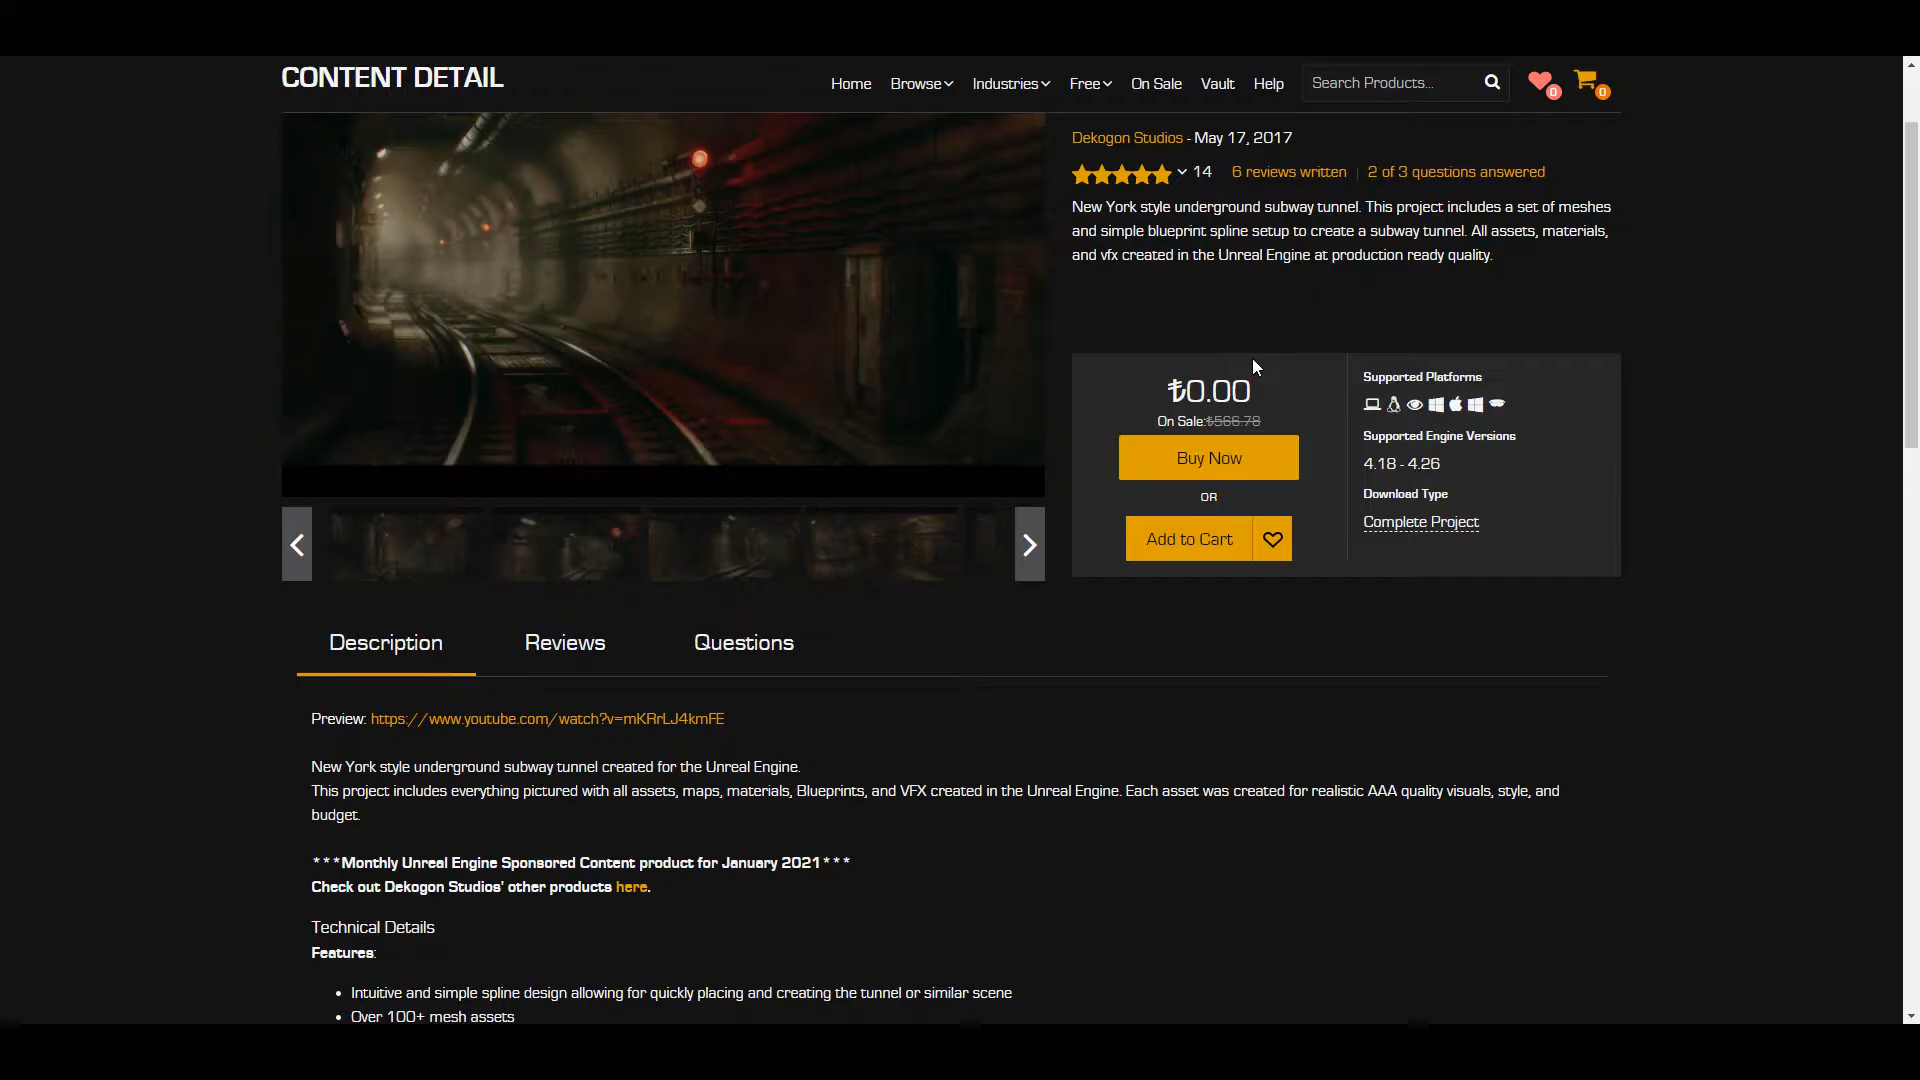 CONTENT DETAIL
Home Browse Industries Free On Sale Vault Help Search Products... 0 0
Dekogon Studios - May 17, 2017
14 6 reviews written | 2 of 3 questions answered
New York style underground subway tunnel. This project includes a set of meshes
and simple blueprint spline setup to create a subway tunnel. All assets, materials,
and vfx created in the Unreal Engine at production ready quality.
₺0.00
On Sale:₺566.78
Buy Now
OR
Add to Cart
Supported Platforms
Supported Engine Versions
4.18 - 4.26
Download Type
Complete Project
Description Reviews Questions
Preview: https://www.youtube.com/watch?v=mKRrLJ4kmFE
New York style underground subway tunnel created for the Unreal Engine.
This project includes everything pictured with all assets, maps, materials, Blueprints, and VFX created in the Unreal Engine. Each asset was created for realistic AAA quality visuals, style, and
budget.
***Monthly Unreal Engine Sponsored Content product for January 2021***
Check out Dekogon Studios' other products here.
Technical Details
Features:
• Intuitive and simple spline design allowing for quickly placing and creating the tunnel or similar scene
• Over 100+ mesh assets